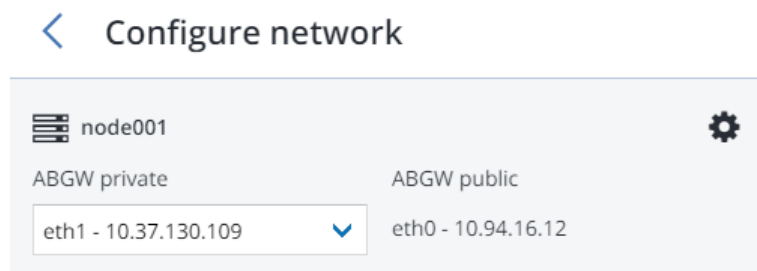 Configure network
node001
ABGW private
ABGW public
eth1 - 10.37.130.109
eth0 - 10.94.16.12